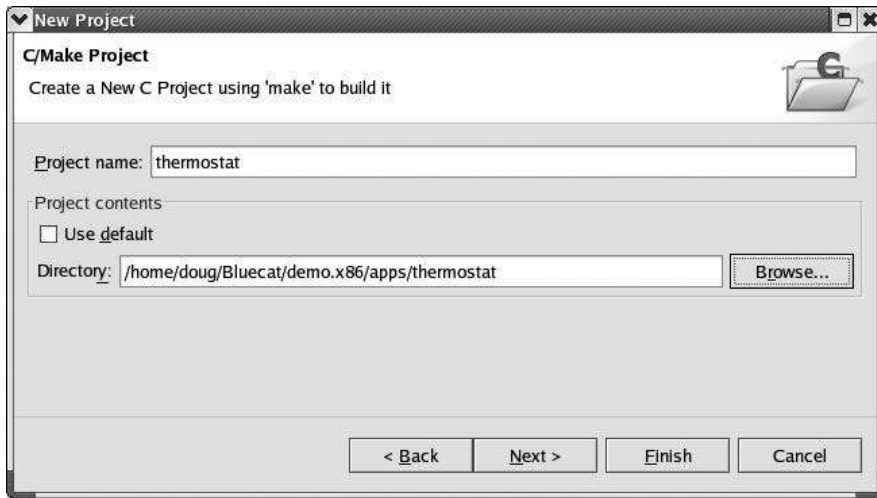 New Project
C/Make Project
Create a New C Project using 'make' to build it
Project name: thermostat
Project contents
Use default
Directory: /home/doug/Bluecat/demo.x86/apps/thermostat Browse...
< Back Next > Finish Cancel